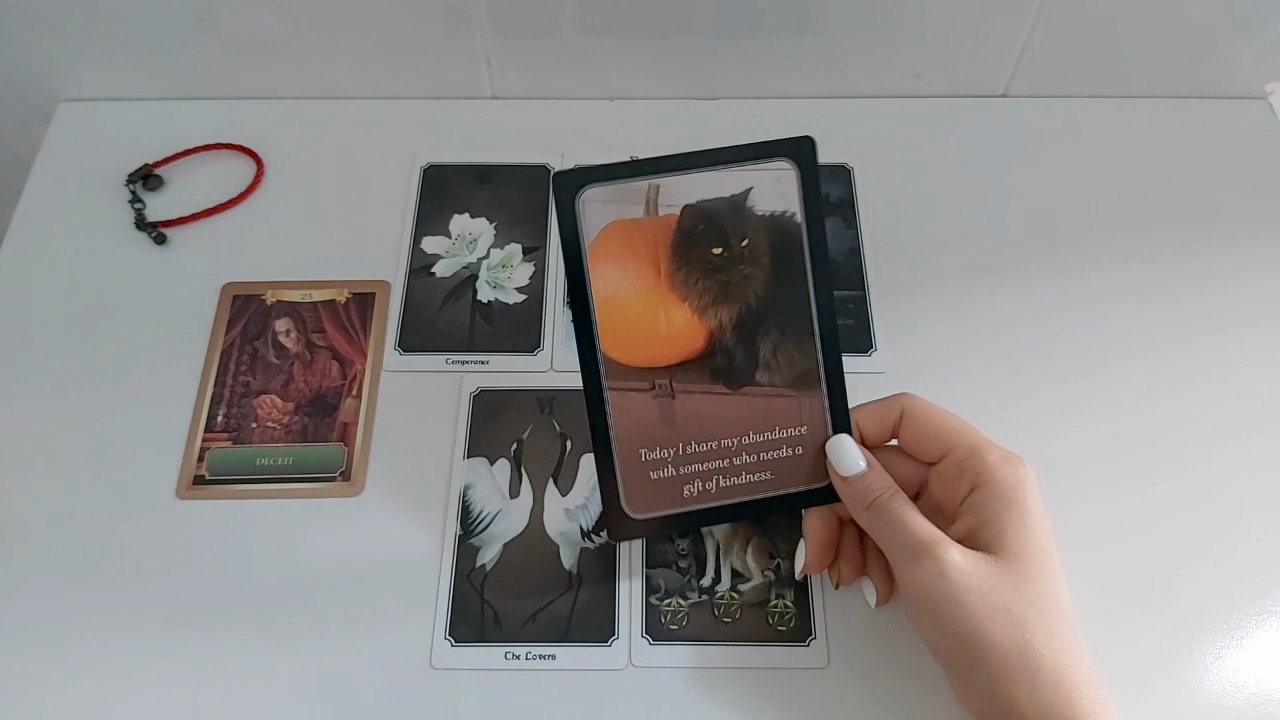 Temperance
25
DECEIT
Today I share my abundance
with someone who needs a
gift of kindness.
VI
The Lovers